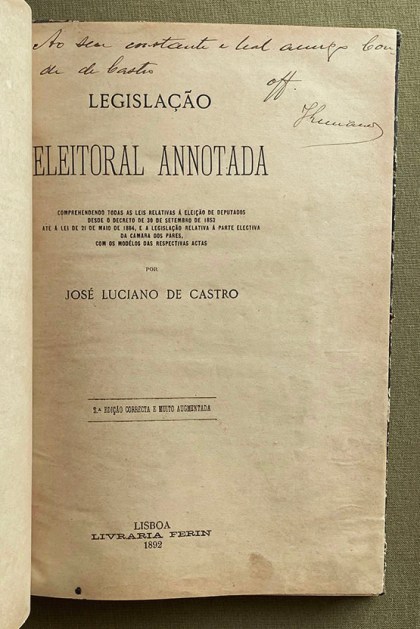 Ao seu constante e leal amigo Con
de de Castro
off.
LEGISLAÇÃO
ELEITORAL ANNOTADA
COMPREHENDENDO TODAS AS LEIS RELATIVAS Á ELEIÇÃO DE DEPUTADOS
DESDE O DECRETO DE 30 DE SETEMBRO DE 1852
ATÉ Á LEI DE 21 DE MAIO DE 1884, E A LEGISLAÇÃO RELATIVA Á PARTE ELECTIVA
DA CAMARA DOS PARES,
COM OS MODÊLOS DAS RESPECTIVAS ACTAS
POR
JOSÉ LUCIANO DE CASTRO
2.ª EDIÇÃO CORRECTA E MUITO AUGMENTADA
LISBOA
LIVRARIA FERIN
1892